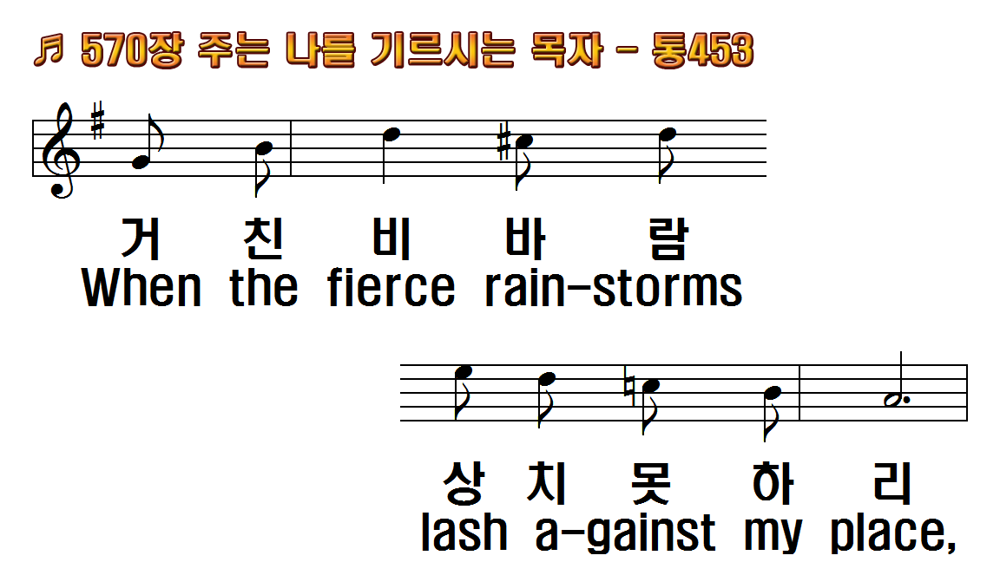 ♬ 570장 주는 나를 기르시는 목자 - 통453
거 친 비 바 람
When the fierce rain-storms
상 치 못 하 리
lash a-gainst my place,